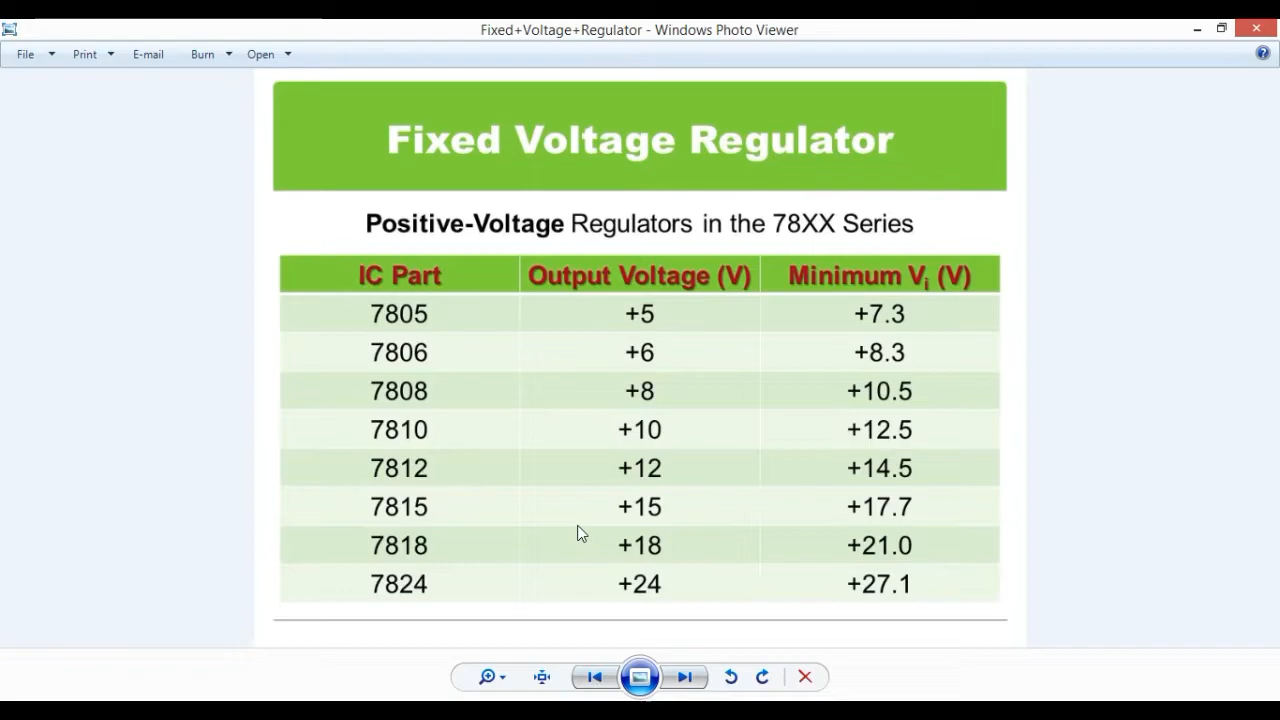 Fixed+Voltage+Regulator - Windows Photo Viewer
File Print E-mail Burn Open
Fixed Voltage Regulator
Positive-Voltage Regulators in the 78XX Series
IC Part Output Voltage (V) Minimum Vi (V)
7805 +5 +7.3
7806 +6 +8.3
7808 +8 +10.5
7810 +10 +12.5
7812 +12 +14.5
7815 +15 +17.7
7818 +18 +21.0
7824 +24 +27.1